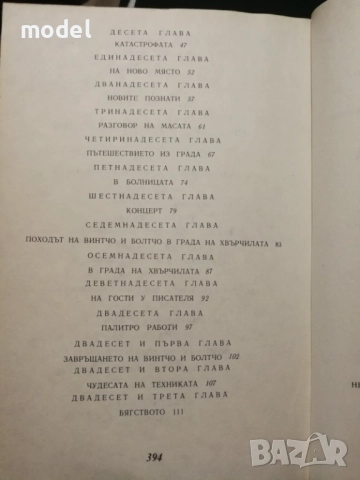 model
ДЕСЕТА ГЛАВА
КАТАСТРОФАТА 47
ЕДИНАДЕСЕТА ГЛАВА
НА НОВО МЯСТО 52
ДВАНАДЕСЕТА ГЛАВА
НОВИТЕ ПОЗНАТИ 57
ТРИНАДЕСЕТА ГЛАВА
РАЗГОВОР НА МАСАТА 61
ЧЕТИРИНАДЕСЕТА ГЛАВА
ПЪТЕШЕСТВИЕТО ИЗ ГРАДА 67
ПЕТНАДЕСЕТА ГЛАВА
В БОЛНИЦАТА 74
ШЕСТНАДЕСЕТА ГЛАВА
КОНЦЕРТ 79
СЕДЕМНАДЕСЕТА ГЛАВА
ПОХОДЪТ НА ВИНТЧО И БОЛТЧО В ГРАДА НА ХВЪРЧИЛАТА 83
ОСЕМНАДЕСЕТА ГЛАВА
В ГРАДА НА ХВЪРЧИЛАТА 87
ДЕВЕТНАДЕСЕТА ГЛАВА
НА ГОСТИ У ПИСАТЕЛЯ 92
ДВАДЕСЕТА ГЛАВА
ПАЛИТРО РАБОТИ 97
ДВАДЕСЕТ И ПЪРВА ГЛАВА
ЗАВРЪЩАНЕТО НА ВИНТЧО И БОЛТЧО 102
ДВАДЕСЕТ И ВТОРА ГЛАВА
ЧУДЕСАТА НА ТЕХНИКАТА 107
ДВАДЕСЕТ И ТРЕТА ГЛАВА
БЯГСТВОТО 111
394
НЕ
bazar.bg